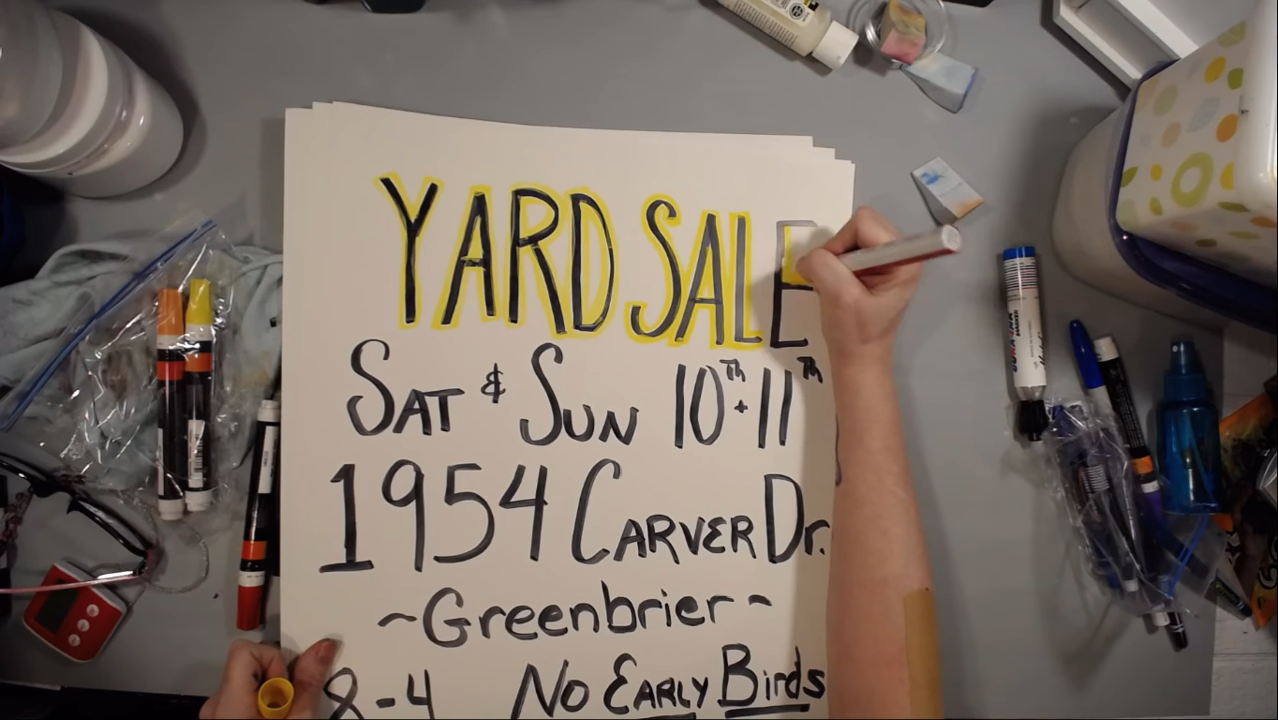 YARD SALE
SAT & SUN 10th + 11th
1954 CARVER Dr.
~Greenbrier~
8-4 NO EARLY BirdS